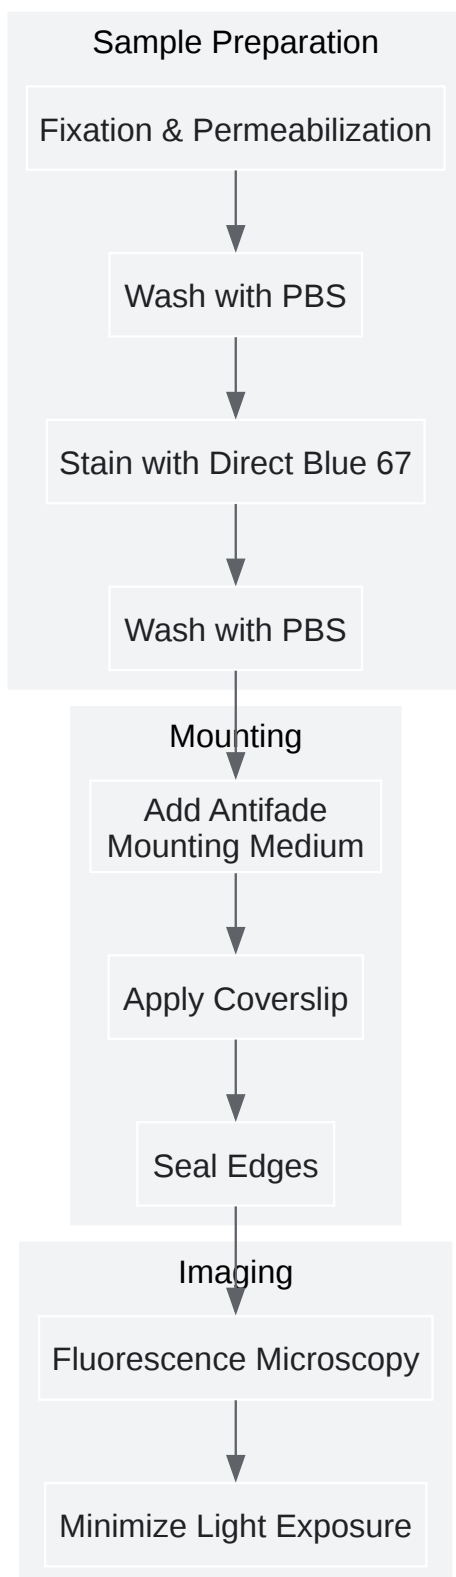 Sample Preparation
Fixation & Permeabilization
Wash with PBS
Stain with Direct Blue 67
Wash with PBS
Mounting
Add Antifade
Mounting Medium
Apply Coverslip
Seal Edges
Imaging
Fluorescence Microscopy
Minimize Light Exposure